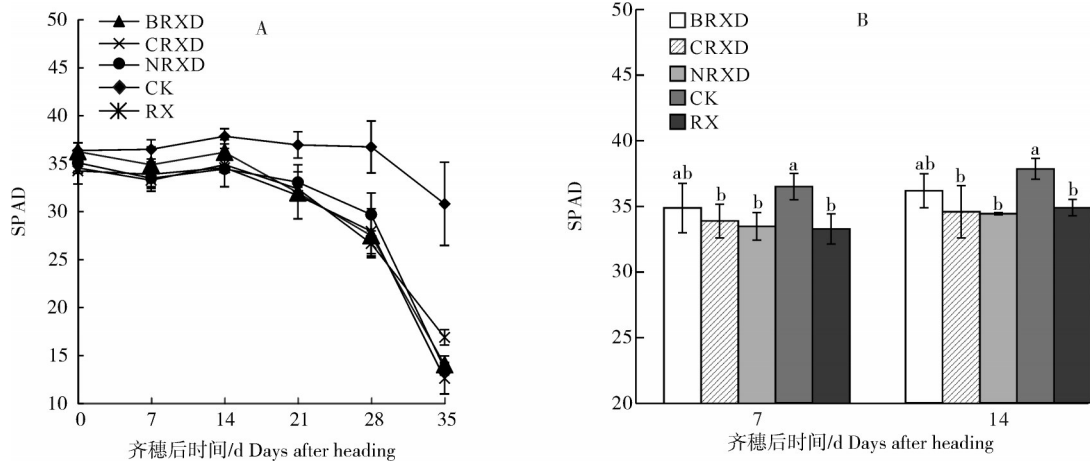 50
45
40
35
30
25
20
15
10
SPAD
A
BRXD
CRXD
NRXD
CK
RX
0 7 14 21 28 35
齐穗后时间/d Days after heading
50
45
40
35
30
25
20
SPAD
B
BRXD
CRXD
NRXD
CK
RX
ab b b a b
ab b b a b
7 14
齐穗后时间/d Days after heading